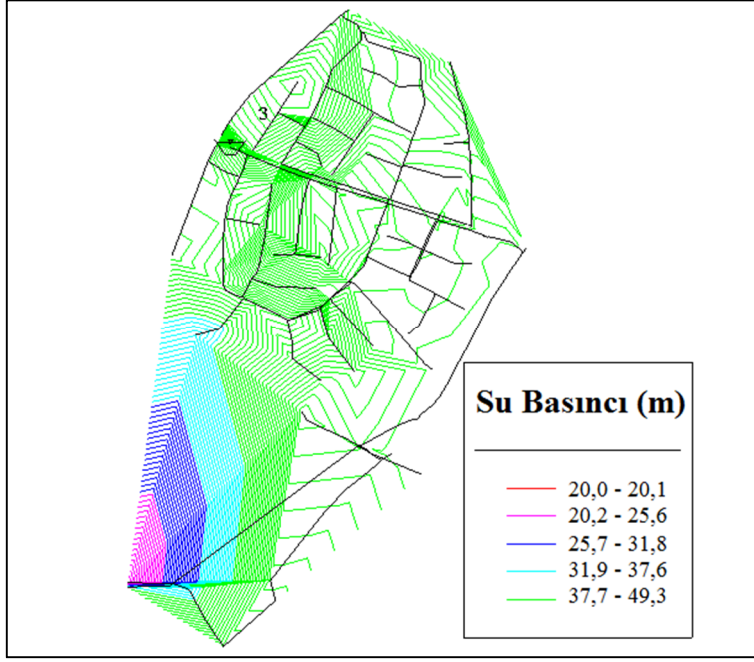 3
Su Basıncı (m)
20,0 - 20,1
20,2 - 25,6
25,7 - 31,8
31,9 - 37,6
37,7 - 49,3